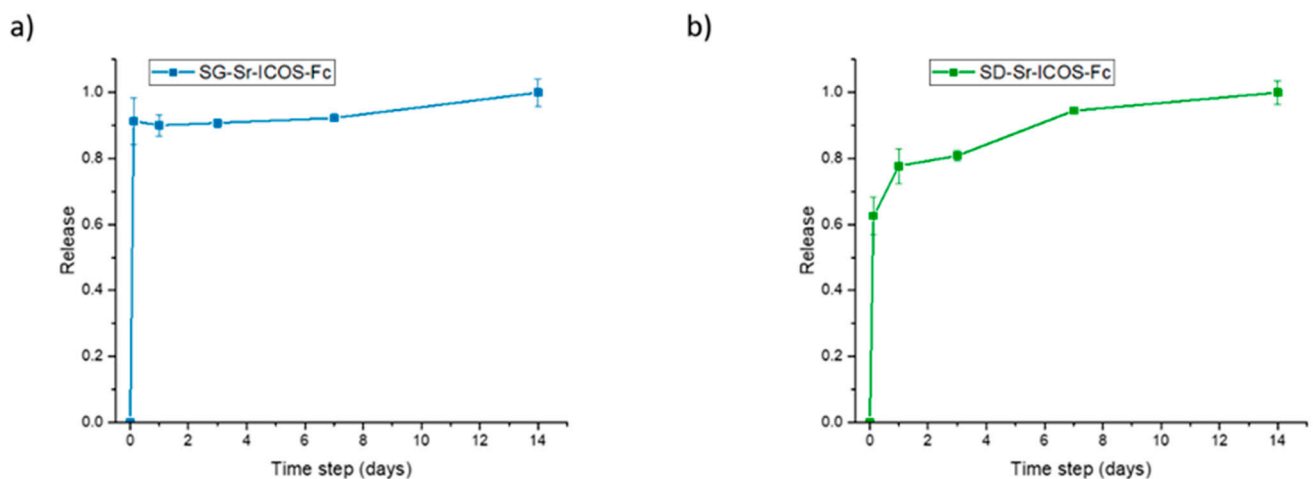 a)
SG-Sr-ICOS-Fc
1.0
0.8
0.6
0.4
0.2
0.0
Release
0 2 4 6 8 10 12 14
Time step (days)
b)
SD-Sr-ICOS-Fc
1.0
0.8
0.6
0.4
0.2
0.0
Release
0 2 4 6 8 10 12 14
Time step (days)